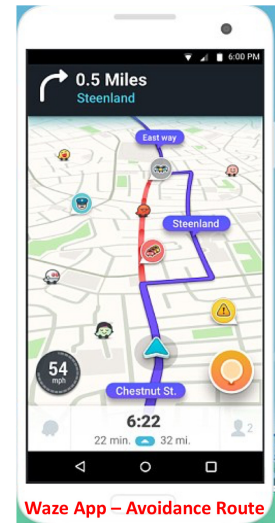 6:00 PM
0.5 Miles
Steenland
East way
Steenland
54
mph
Chestnut St.
6:22
22 min.
32 mi.
2
Waze App – Avoidance Route